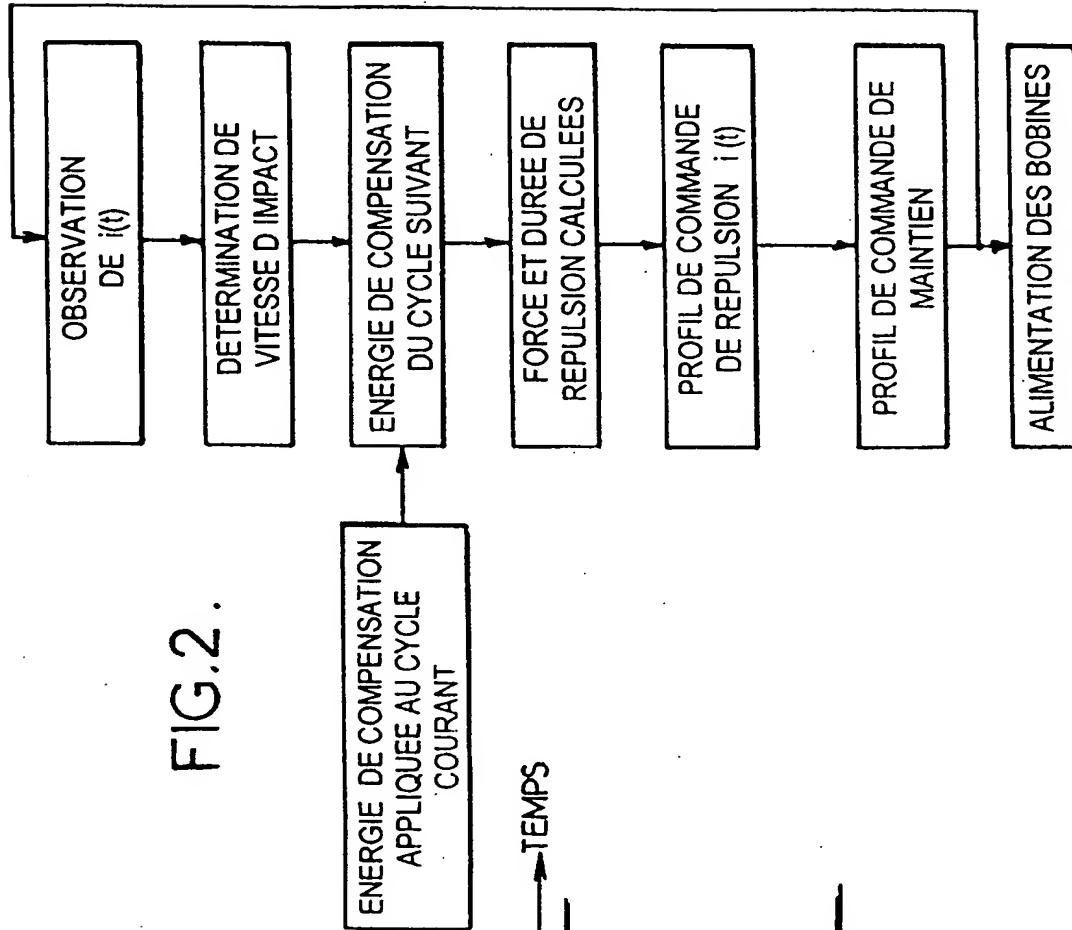 FIG.2.
OBSERVATION
DE i(t)
DETERMINATION DE
VITESSE D IMPACT
ENERGIE DE COMPENSATION
DU CYCLE SUIVANT
ENERGIE DE COMPENSATION
APPLIQUEE AU CYCLE
COURANT
FORCE ET DUREE DE
REPULSION CALCULEES
PROFIL DE COMMANDE
DE REPULSION i (t)
PROFIL DE COMMANDE DE
MAINTIEN
ALIMENTATION DES BOBINES
TEMPS